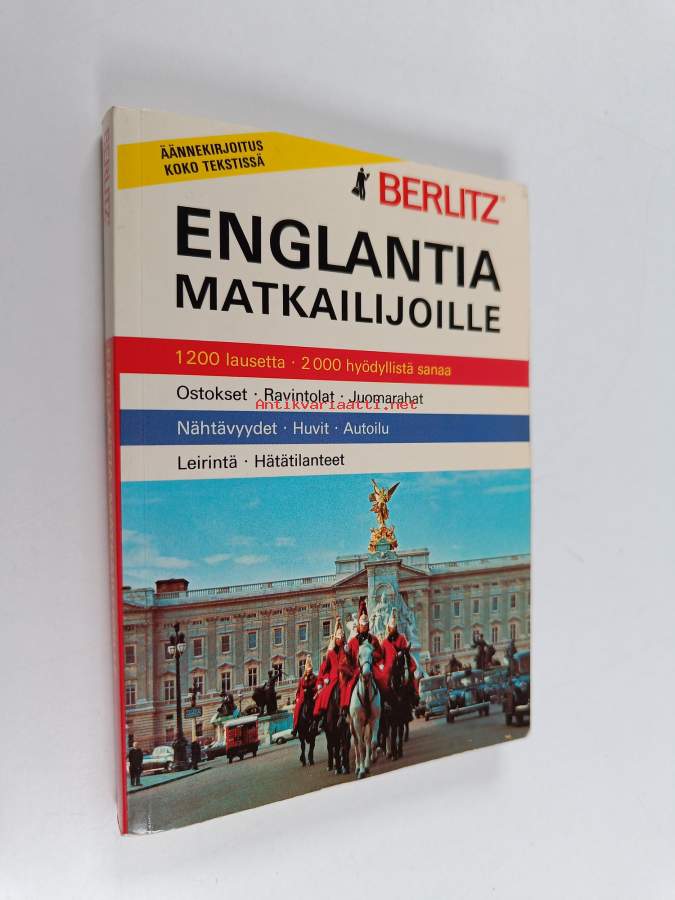 ÄÄNNEKIRJOITUS
KOKO TEKSTISSÄ
BERLITZ®
ENGLANTIA
MATKAILIJOILLE
1200 lausetta · 2000 hyödyllistä sanaa
Ostokset · Ravintolat · Juomarahat
Antikvariaatti.net
Nähtävyydet · Huvit · Autoilu
Leirintä · Hätätilanteet
BERLITZ